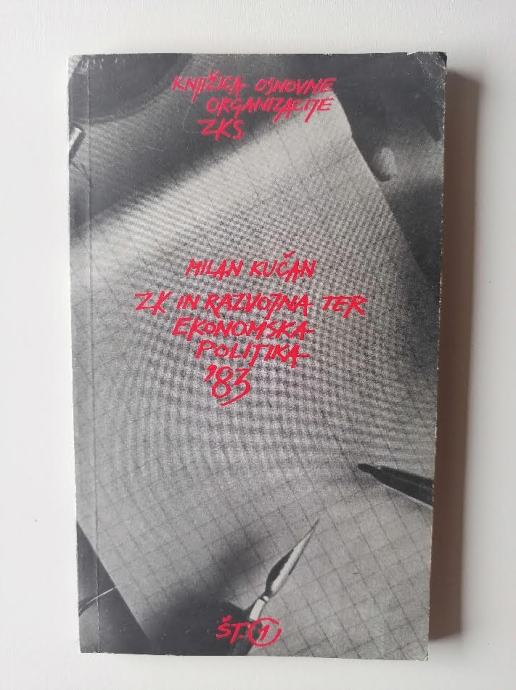 KNJIŽICA OSNOVNE
ORGANIZACIJE
ZKS
MILAN KUČAN
ZK IN RAZVOJNA TER
EKONOMSKA
POLITIKA
'83
ŠT. 1